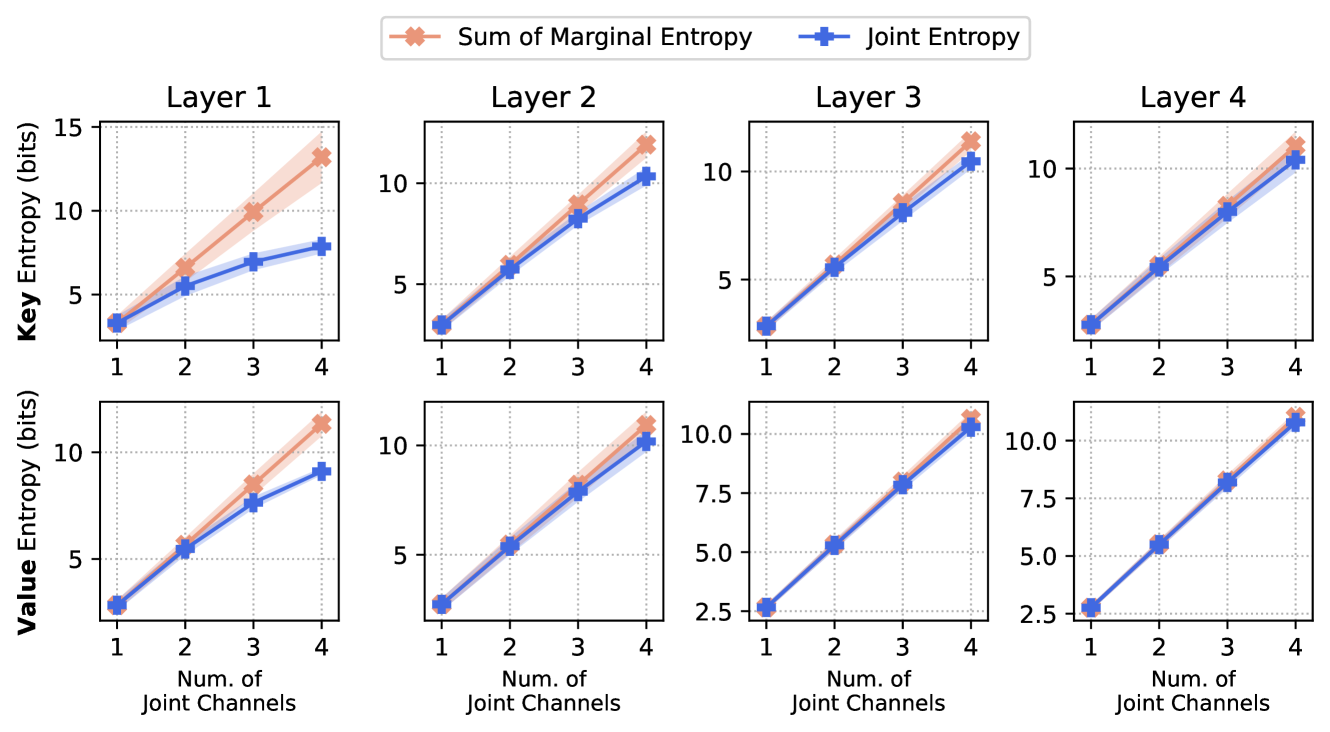 Sum of Marginal Entropy Joint Entropy
Layer 1 Layer 2 Layer 3 Layer 4
Key Entropy (bits)
15
10
5
10
5
10
5
10
5
1 2 3 4 1 2 3 4 1 2 3 4 1 2 3 4
Value Entropy (bits)
10
5
10
5
10.0
7.5
5.0
2.5
10.0
7.5
5.0
2.5
1 2 3 4 1 2 3 4 1 2 3 4 1 2 3 4
Num. of Num. of Num. of Num. of
Joint Channels Joint Channels Joint Channels Joint Channels